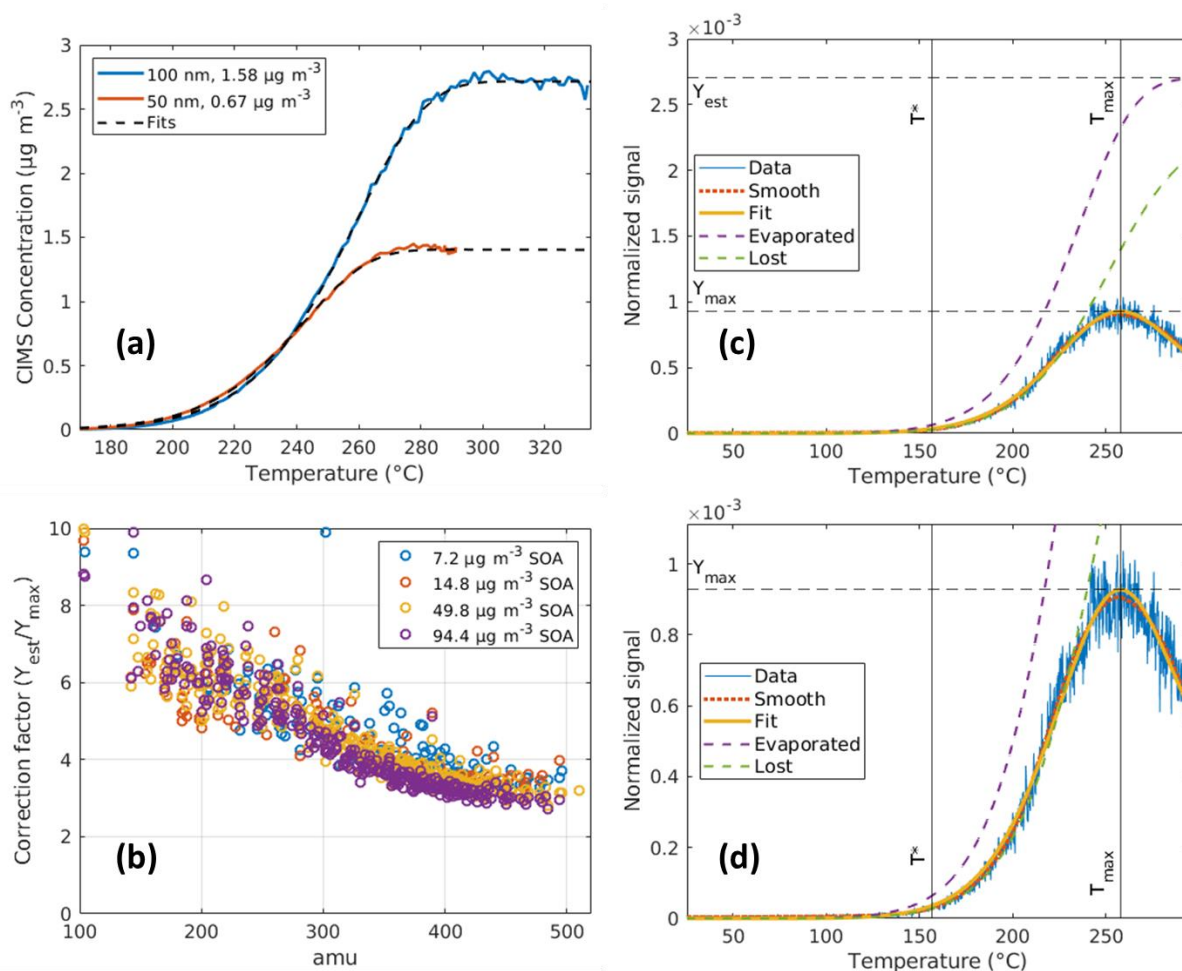 3
2.5
2
1.5
1
0.5
0
CIMS Concentration (µg m⁻³)
100 nm, 1.58 µg m⁻³
50 nm, 0.67 µg m⁻³
Fits
(a)
180 200 220 240 260 280 300 320
Temperature (°C)
×10⁻³
3
2.5
2
1.5
1
0.5
0
Normalized signal
Y_est
T*
T_max
Data
Smooth
Fit
Evaporated
Lost
Y_max
(c)
50 100 150 200 250
Temperature (°C)
10
8
6
4
2
0
Correction factor (Y_est/Y_max)
7.2 µg m⁻³ SOA
14.8 µg m⁻³ SOA
49.8 µg m⁻³ SOA
94.4 µg m⁻³ SOA
(b)
100 200 300 400 500
amu
×10⁻³
1
0.8
0.6
0.4
0.2
0
Normalized signal
Y_max
Data
Smooth
Fit
Evaporated
Lost
T*
T_max
(d)
50 100 150 200 250
Temperature (°C)